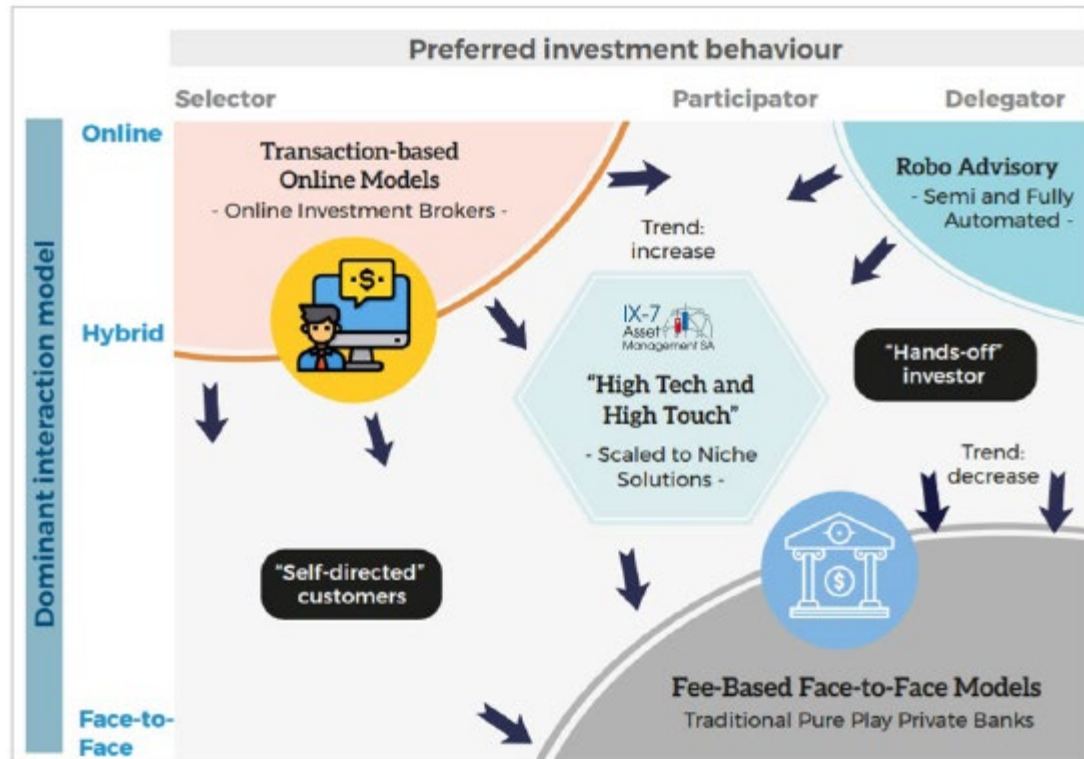 Preferred investment behaviour
Selector
Participator
Delegator
Dominant interaction model
Online
Hybrid
Face-to-
Face
Transaction-based
Online Models
- Online Investment Brokers -
$
Robo Advisory
- Semi and Fully
Automated -
Trend:
increase
IX-7
Asset
Management SA
“High Tech and
High Touch”
- Scaled to Niche
Solutions -
“Hands-off”
investor
Trend:
decrease
“Self-directed”
customers
$
Fee-Based Face-to-Face Models
Traditional Pure Play Private Banks